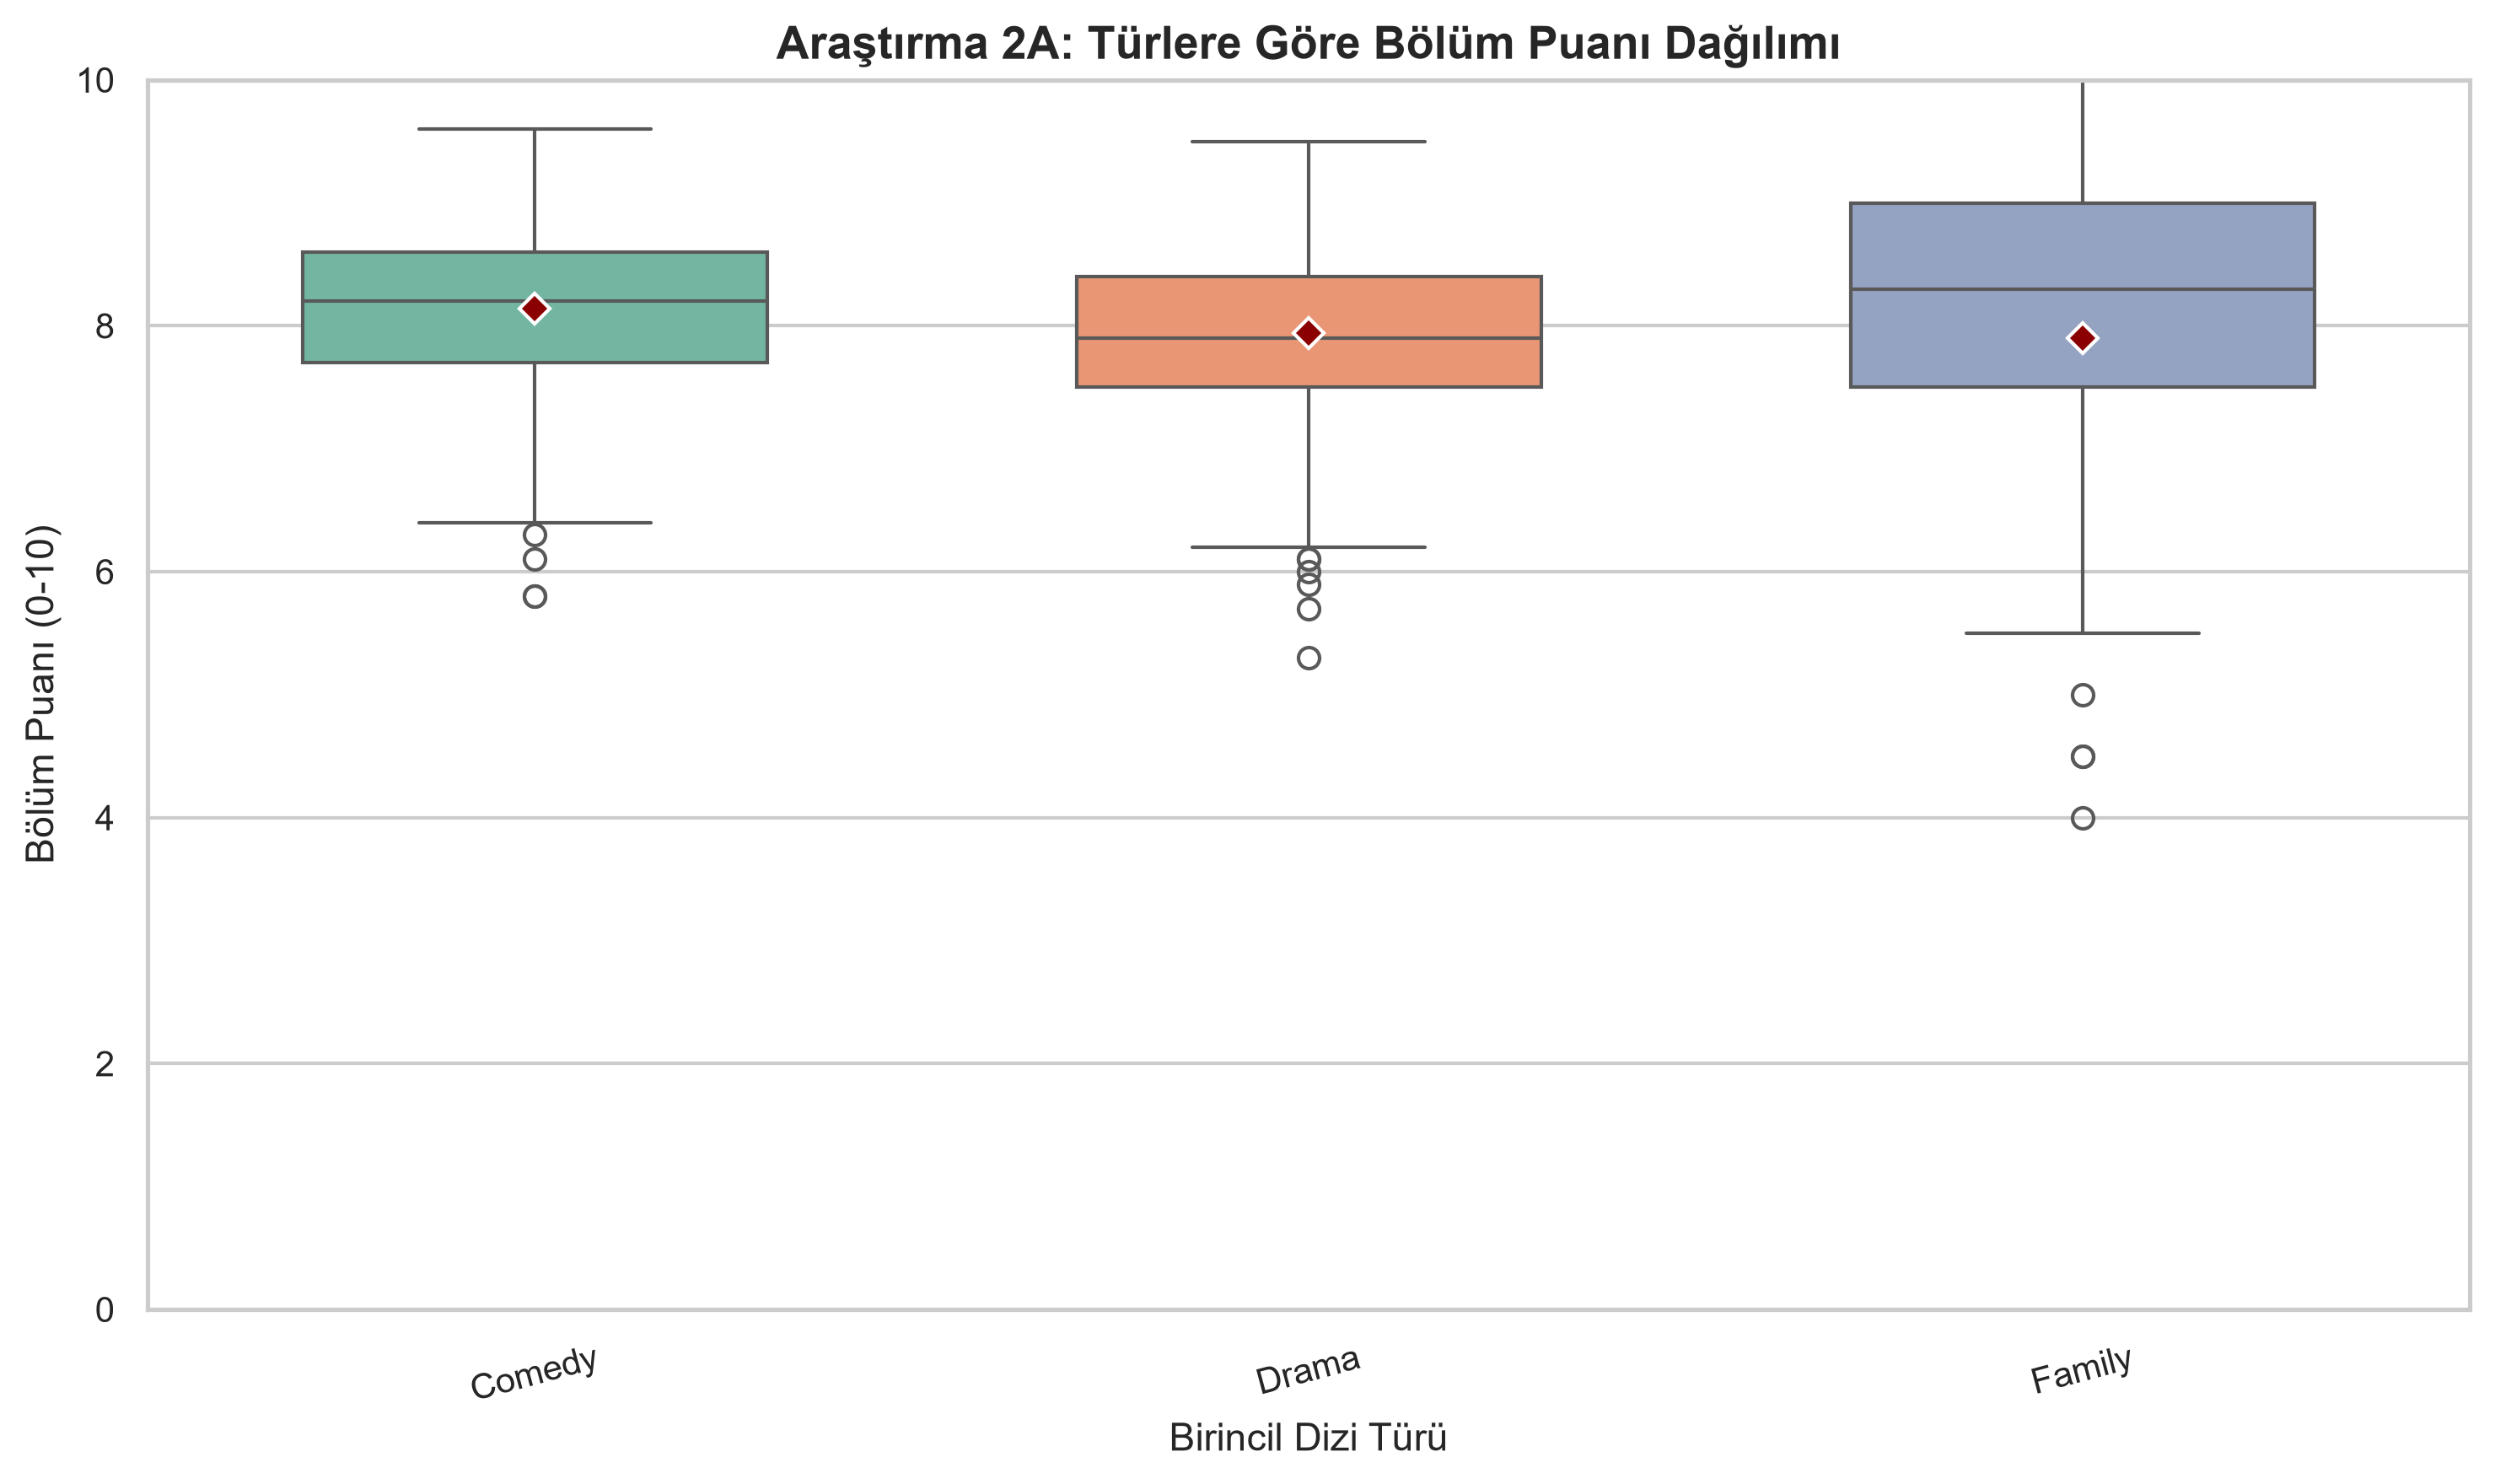 Araştırma 2A: Türlere Göre Bölüm Puanı Dağılımı
10
8
6
4
2
0
Bölüm Puanı (0-10)
Comedy
Drama
Family
Birincil Dizi Türü